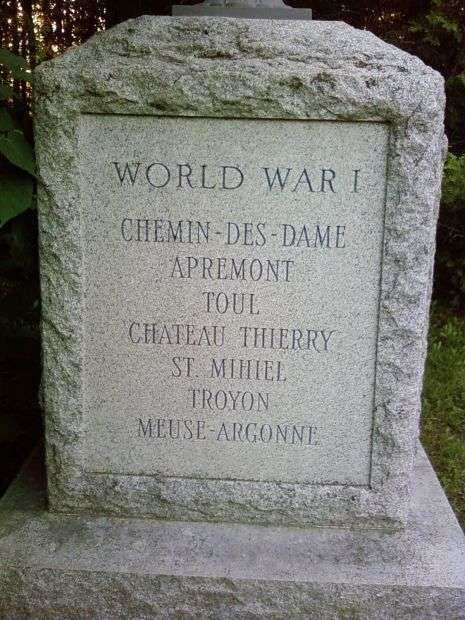 WORLD WAR I
CHEMIN-DES-DAME
APREMONT
TOUL
CHATEAU THIERRY
ST. MIHIEL
TROYON
MEUSE-ARGONNE